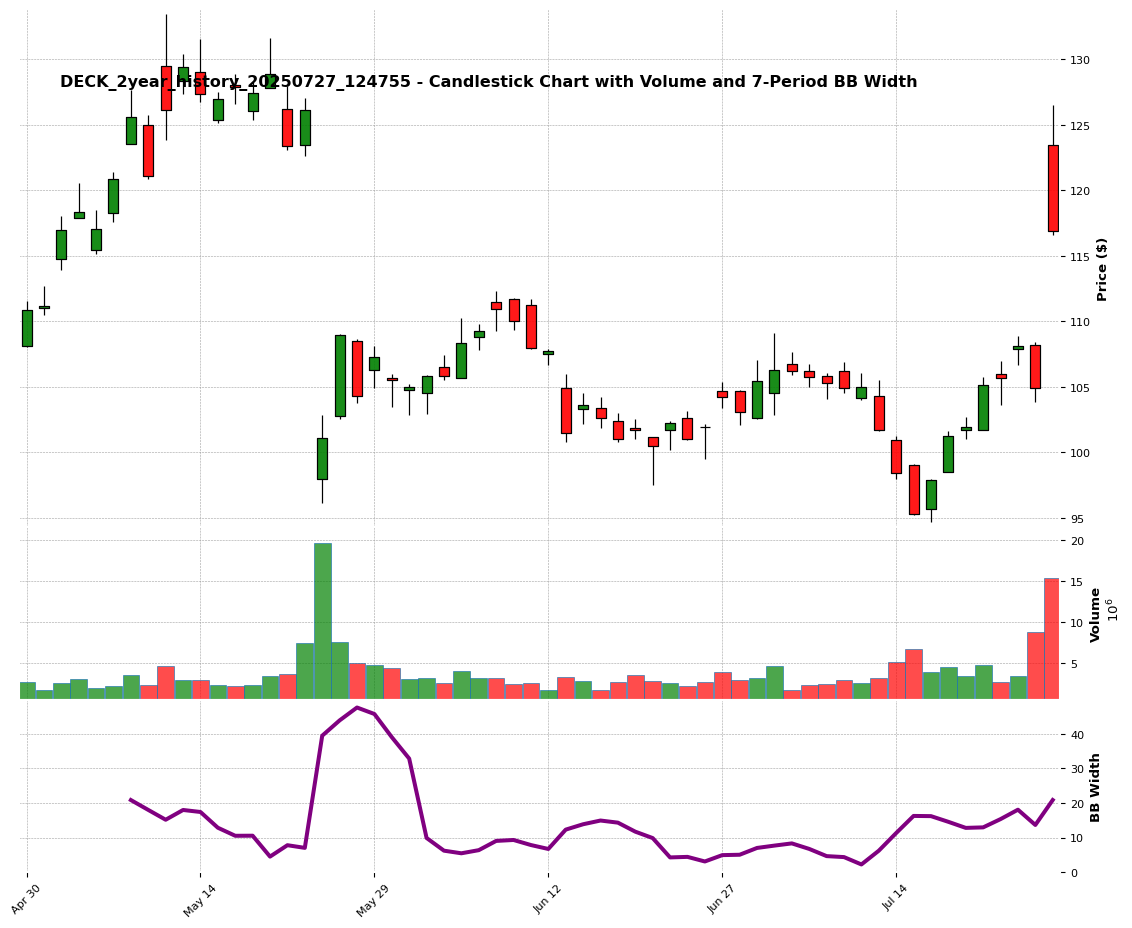 DECK_2year_history_20250727_124755 - Candlestick Chart with Volume and 7-Period BB Width
130
125
120
115
110
105
100
95
Price ($)
20
15
10
5
Volume
10^6
40
30
20
10
0
BB Width
Apr 30
May 14
May 29
Jun 12
Jun 27
Jul 14